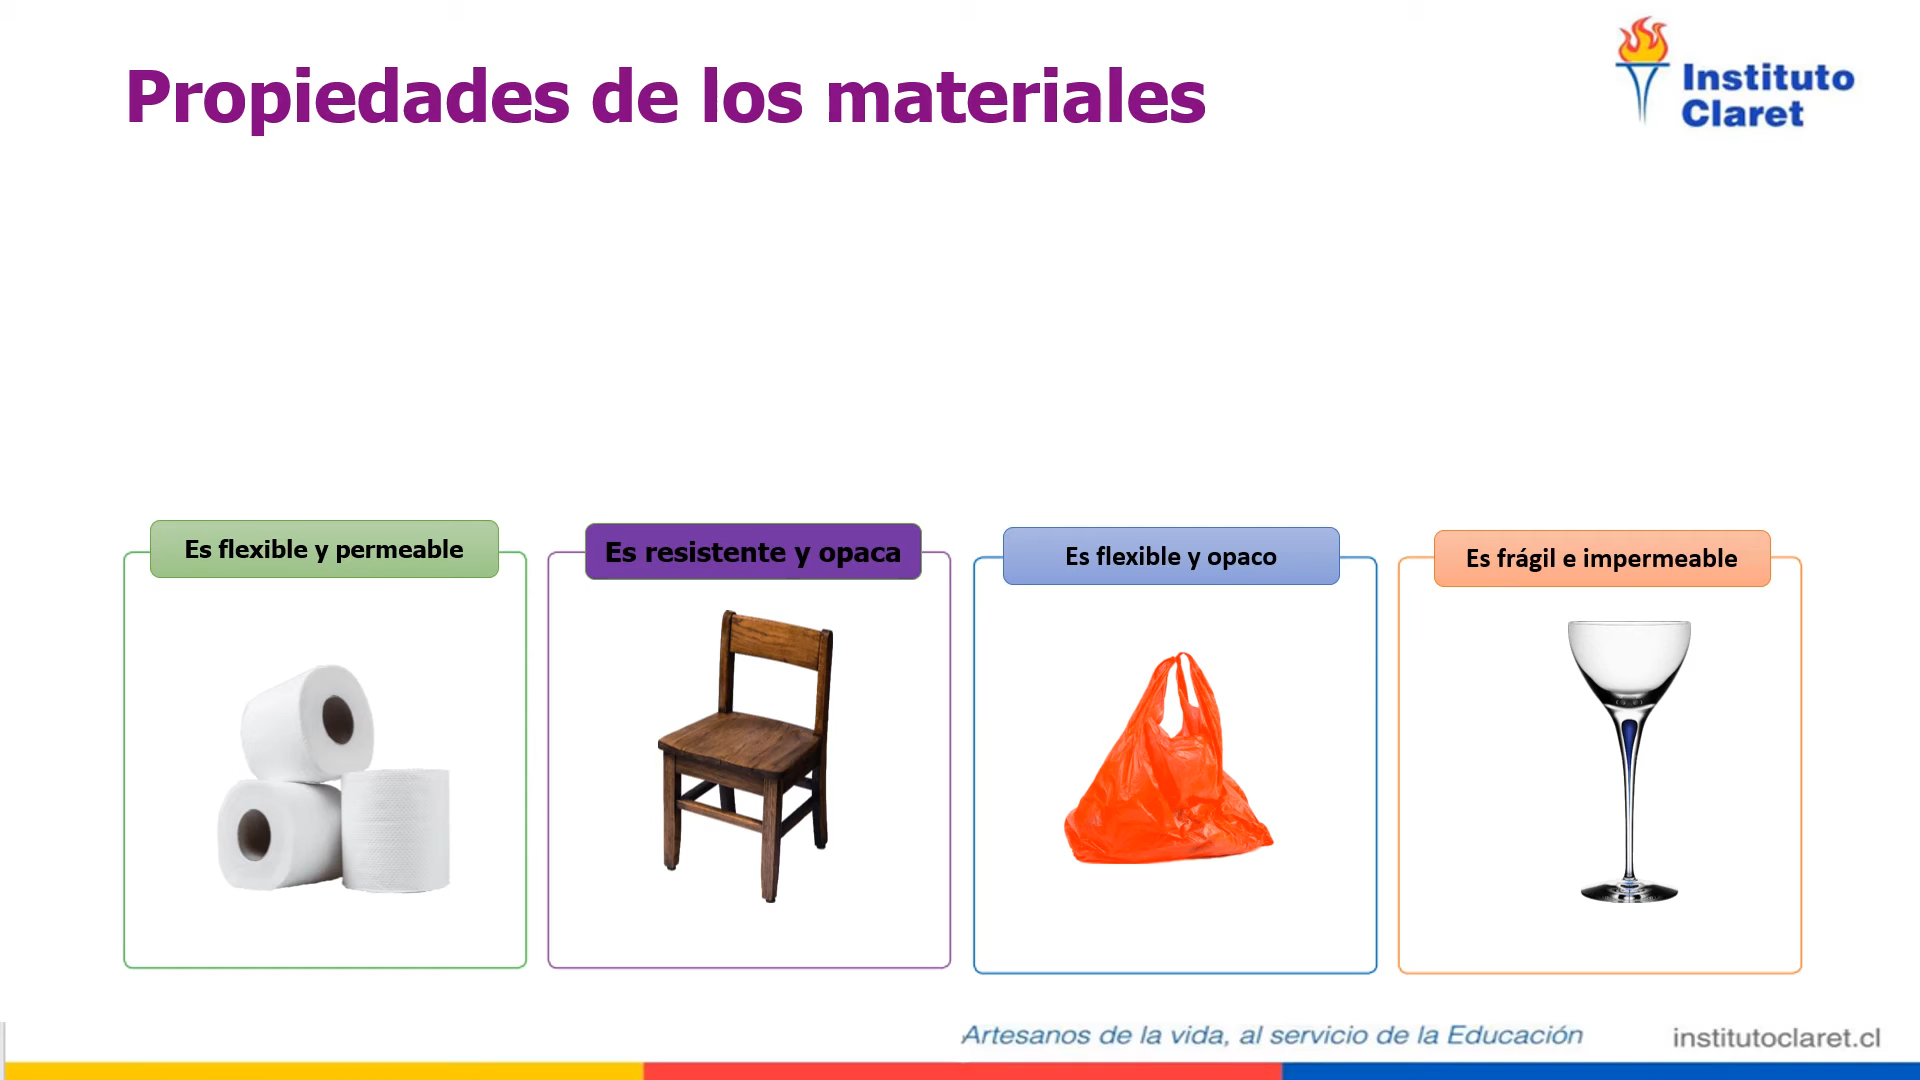 Propiedades de los materiales
Instituto
Claret
Es flexible y permeable
Es resistente y opaca
Es flexible y opaco
Es frágil e impermeable
Artesanos de la vida, al servicio de la Educación
institutoclaret.cl